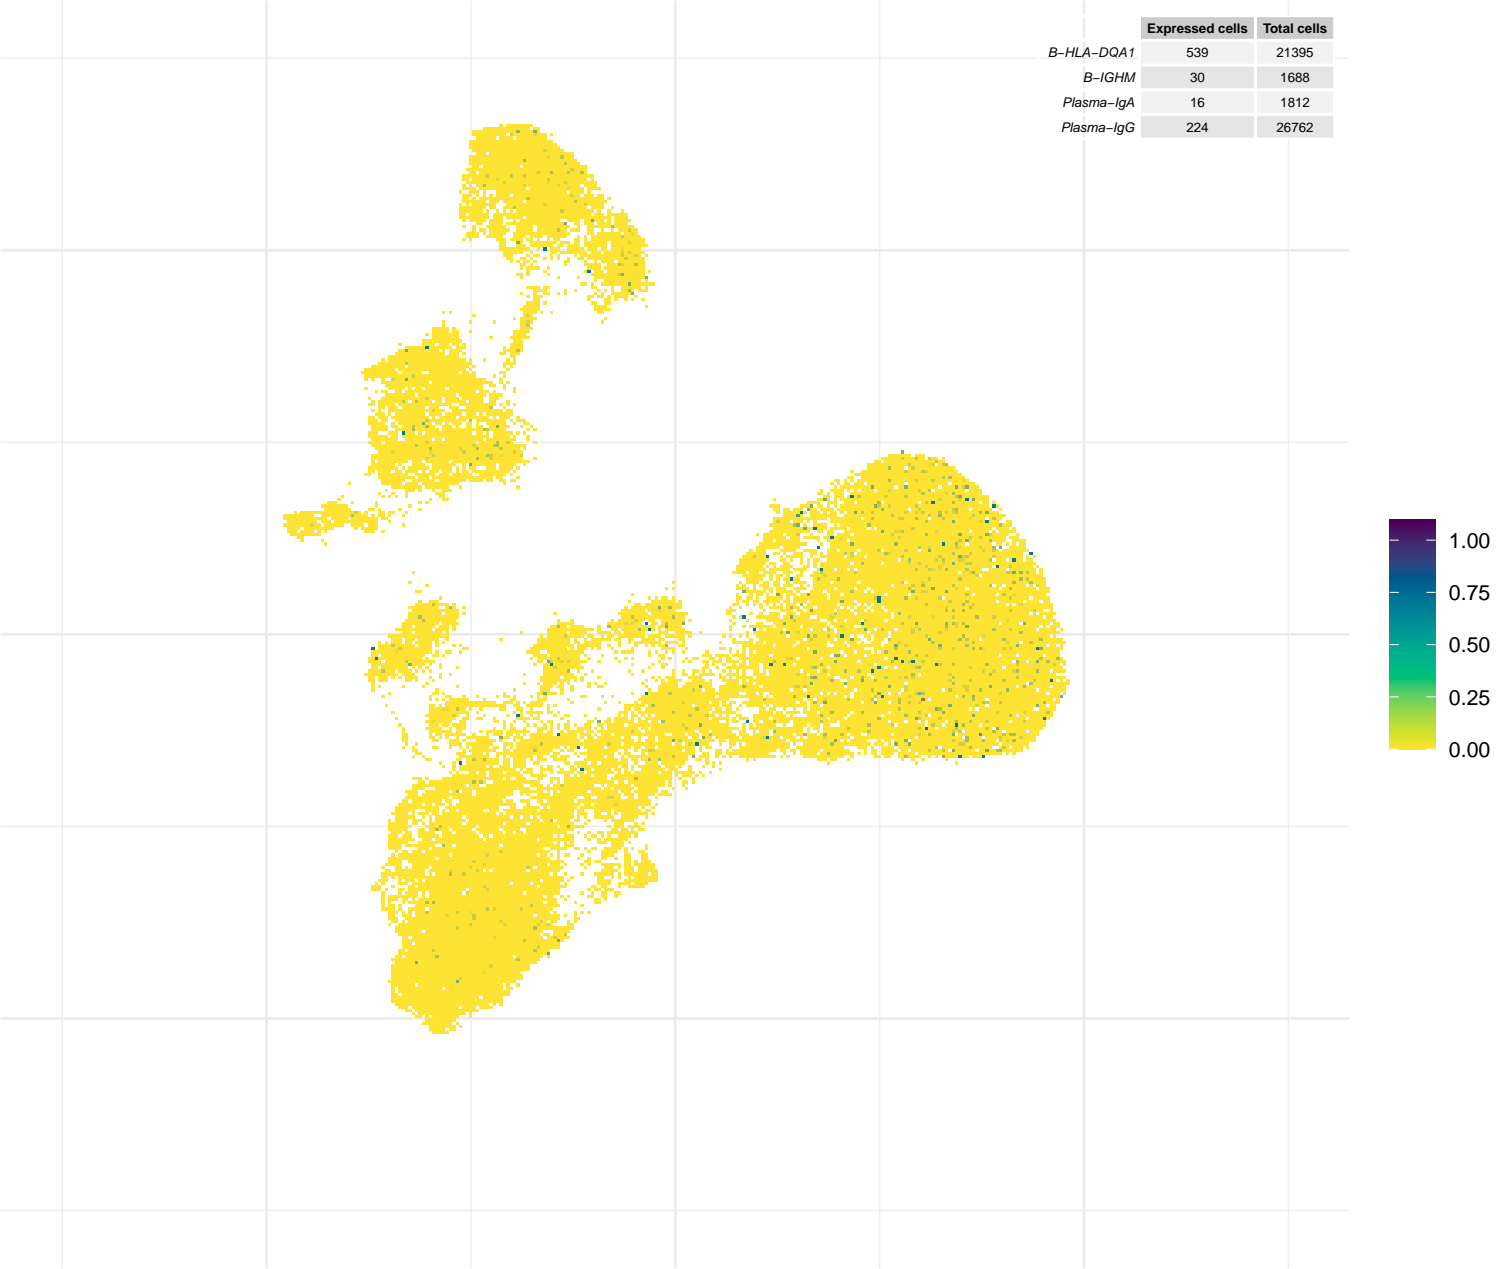 Expressed cells Total cells
B−HLA−DQA1 539 21395
B−IGHM 30 1688
Plasma−IgA 16 1812
Plasma−IgG 224 26762
1.00
0.75
0.50
0.25
0.00